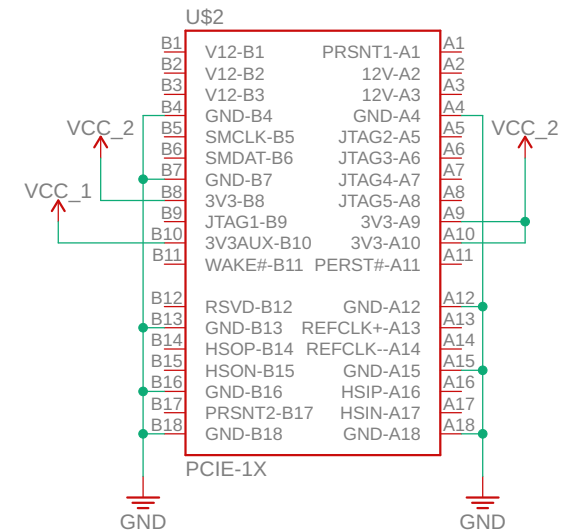 U$2
B1 V12-B1 PRSNT1-A1 A1
B2 V12-B2 12V-A2 A2
B3 V12-B3 12V-A3 A3
B4 GND-B4 GND-A4 A4
VCC_2 B5 SMCLK-B5 JTAG2-A5 A5 VCC_2
B6 SMDAT-B6 JTAG3-A6 A6
B7 GND-B7 JTAG4-A7 A7
VCC_1 B8 3V3-B8 JTAG5-A8 A8
B9 JTAG1-B9 3V3-A9 A9
B10 3V3AUX-B10 3V3-A10 A10
B11 WAKE#-B11 PERST#-A11 A11
B12 RSVD-B12 GND-A12 A12
B13 GND-B13 REFCLK+-A13 A13
B14 HSOP-B14 REFCLK--A14 A14
B15 HSON-B15 GND-A15 A15
B16 GND-B16 HSIP-A16 A16
B17 PRSNT2-B17 HSIN-A17 A17
B18 GND-B18 GND-A18 A18
PCIE-1X
GND GND